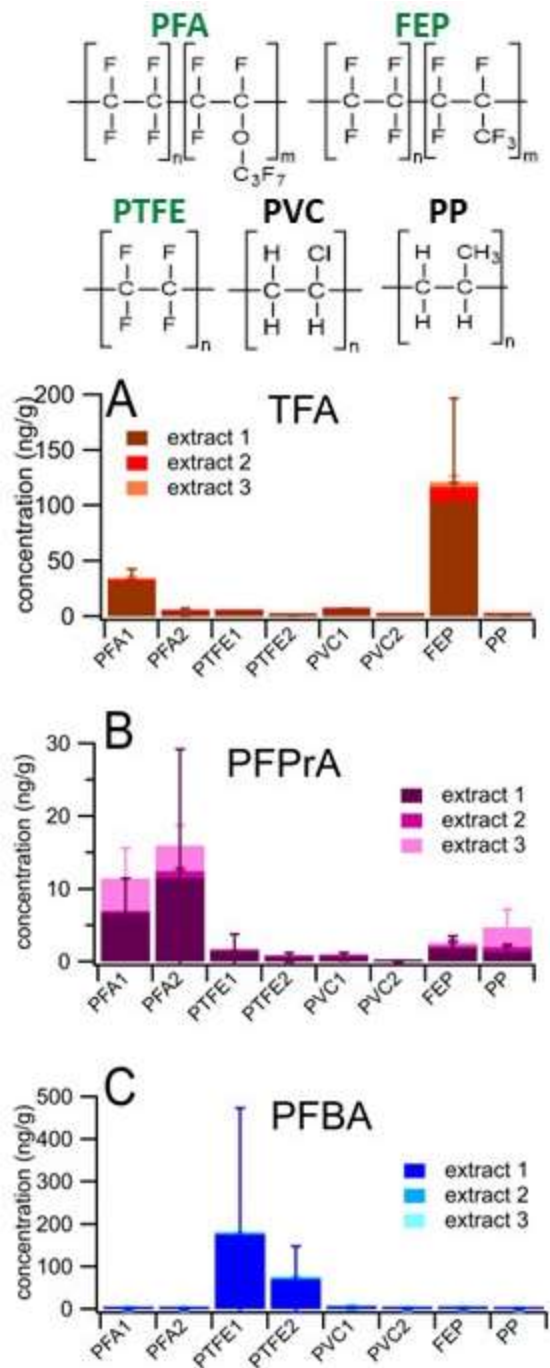 PFA FEP
F F F F F F F F
C C C C C C C C
F F F O F F F CF3
n m n m
C3F7
PTFE PVC PP
F F H Cl H CH3
C C C C C C
F F H H H H
n n n
A TFA
extract 1
extract 2
extract 3
concentration (ng/g)
200
150
100
50
0
PFA1 PFA2 PTFE1 PTFE2 PVC1 PVC2 FEP PP
B PFPrA
extract 1
extract 2
extract 3
concentration (ng/g)
30
20
10
0
PFA1 PFA2 PTFE1 PTFE2 PVC1 PVC2 FEP PP
C PFBA
extract 1
extract 2
extract 3
concentration (ng/g)
500
400
300
200
100
0
PFA1 PFA2 PTFE1 PTFE2 PVC1 PVC2 FEP PP